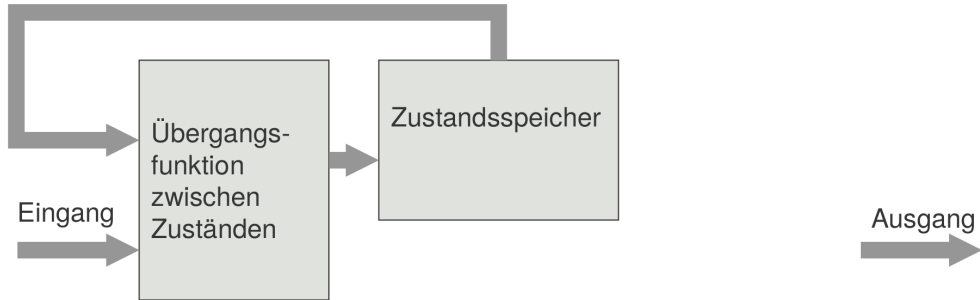 Übergangs-
funktion
zwischen
Zuständen
Zustandsspeicher
Eingang
Ausgang